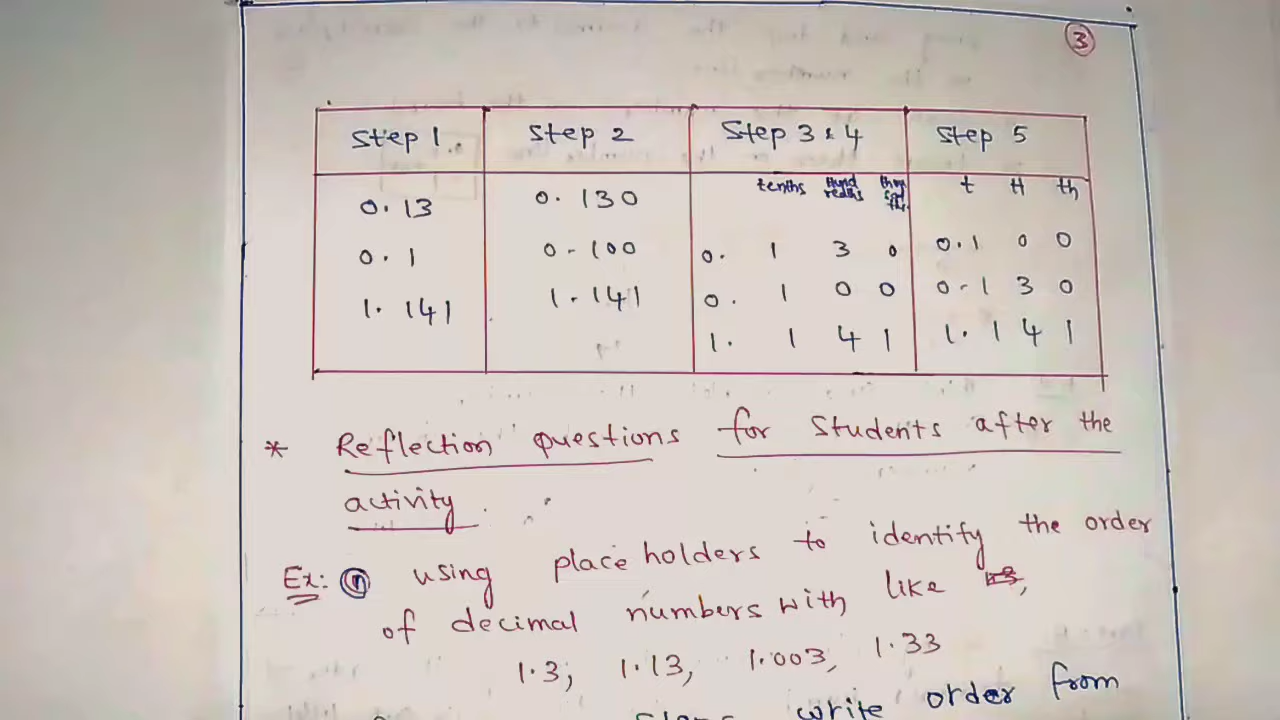 3
Step 1. Step 2 Step 3 & 4 Step 5
tenths Hundredths thousandths t H th
0.13 0.130 0. 1 3 0 0.1 0 0
0.1 0-100 0. 1 0 0 0-1 3 0
1.141 1.141 1. 1 4 1 1. 1 4 1
* Reflection questions for Students after the
activity.
Ex: using place holders to identify the order
of decimal numbers with like
1.3; 1.13, 1.003, 1.33
write order from